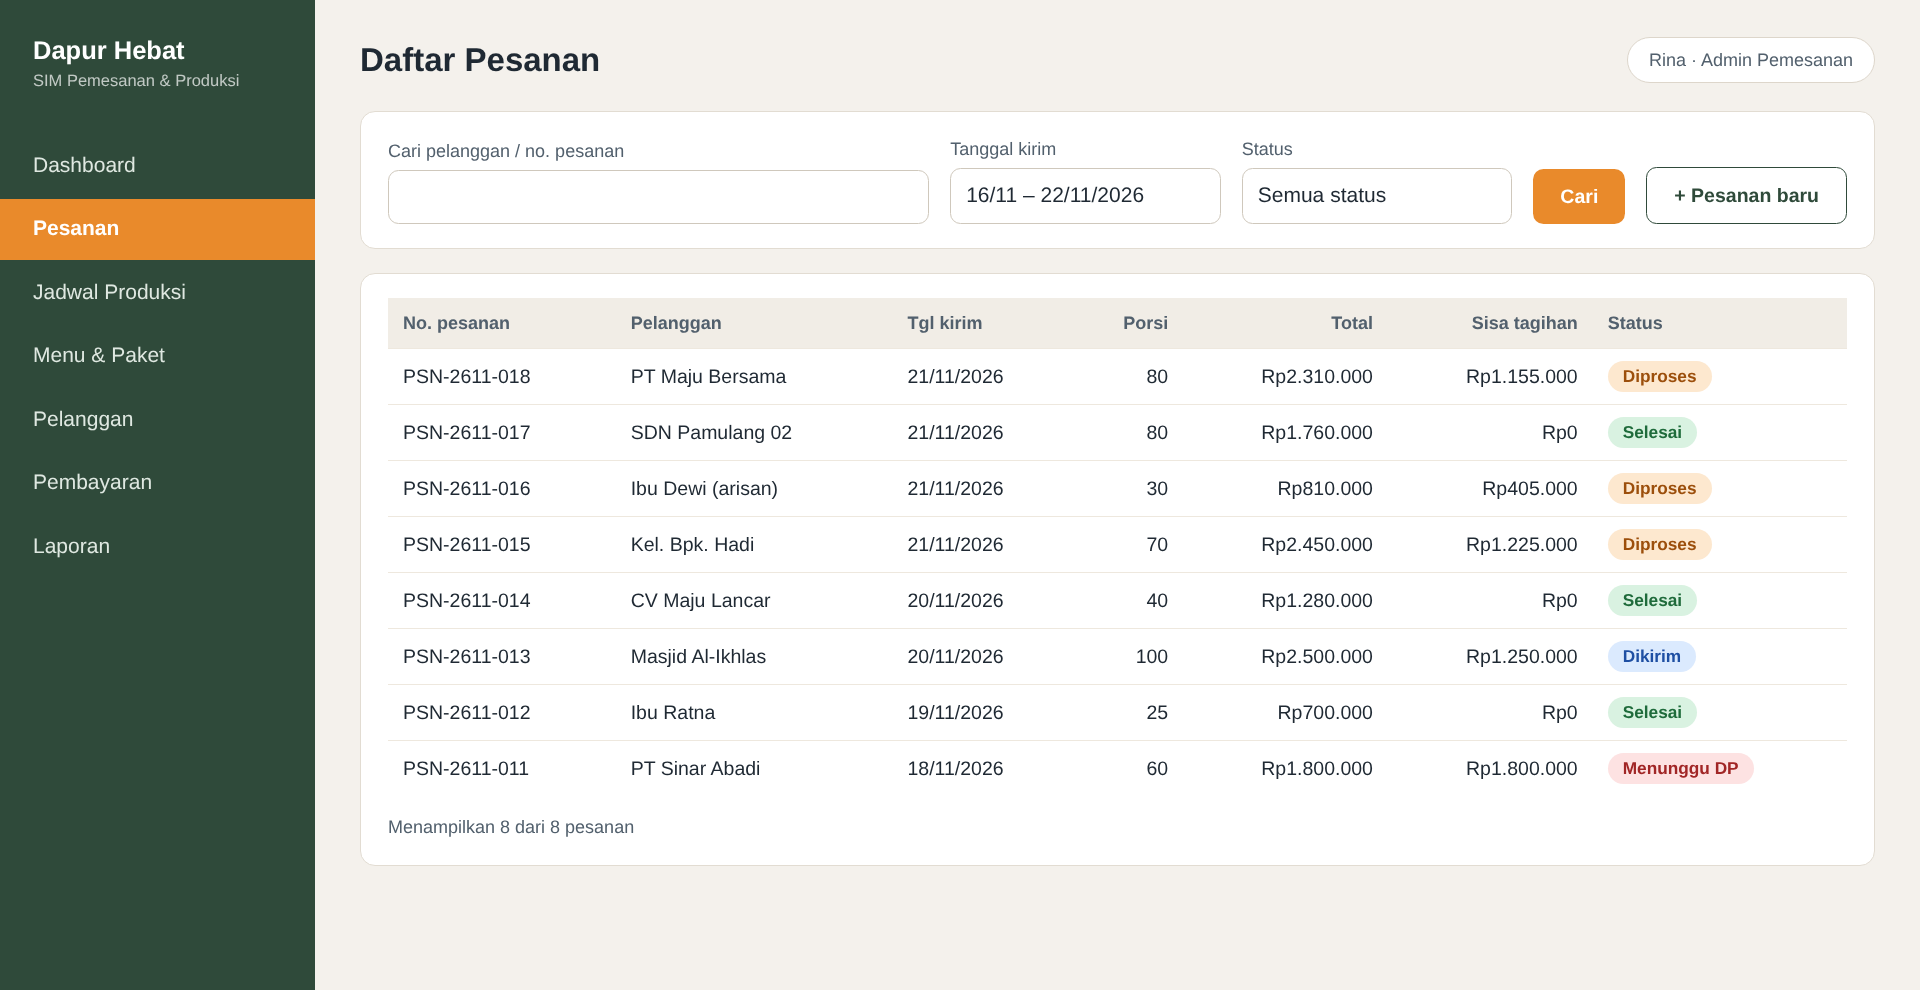 Dapur Hebat
SIM Pemesanan & Produksi
Dashboard
Pesanan
Jadwal Produksi
Menu & Paket
Pelanggan
Pembayaran
Laporan
Daftar Pesanan
Rina · Admin Pemesanan
Cari pelanggan / no. pesanan
Tanggal kirim
16/11 – 22/11/2026
Status
Semua status
Cari
+ Pesanan baru
No. pesanan Pelanggan Tgl kirim Porsi Total Sisa tagihan Status
PSN-2611-018 PT Maju Bersama 21/11/2026 80 Rp2.310.000 Rp1.155.000 Diproses
PSN-2611-017 SDN Pamulang 02 21/11/2026 80 Rp1.760.000 Rp0 Selesai
PSN-2611-016 Ibu Dewi (arisan) 21/11/2026 30 Rp810.000 Rp405.000 Diproses
PSN-2611-015 Kel. Bpk. Hadi 21/11/2026 70 Rp2.450.000 Rp1.225.000 Diproses
PSN-2611-014 CV Maju Lancar 20/11/2026 40 Rp1.280.000 Rp0 Selesai
PSN-2611-013 Masjid Al-Ikhlas 20/11/2026 100 Rp2.500.000 Rp1.250.000 Dikirim
PSN-2611-012 Ibu Ratna 19/11/2026 25 Rp700.000 Rp0 Selesai
PSN-2611-011 PT Sinar Abadi 18/11/2026 60 Rp1.800.000 Rp1.800.000 Menunggu DP
Menampilkan 8 dari 8 pesanan